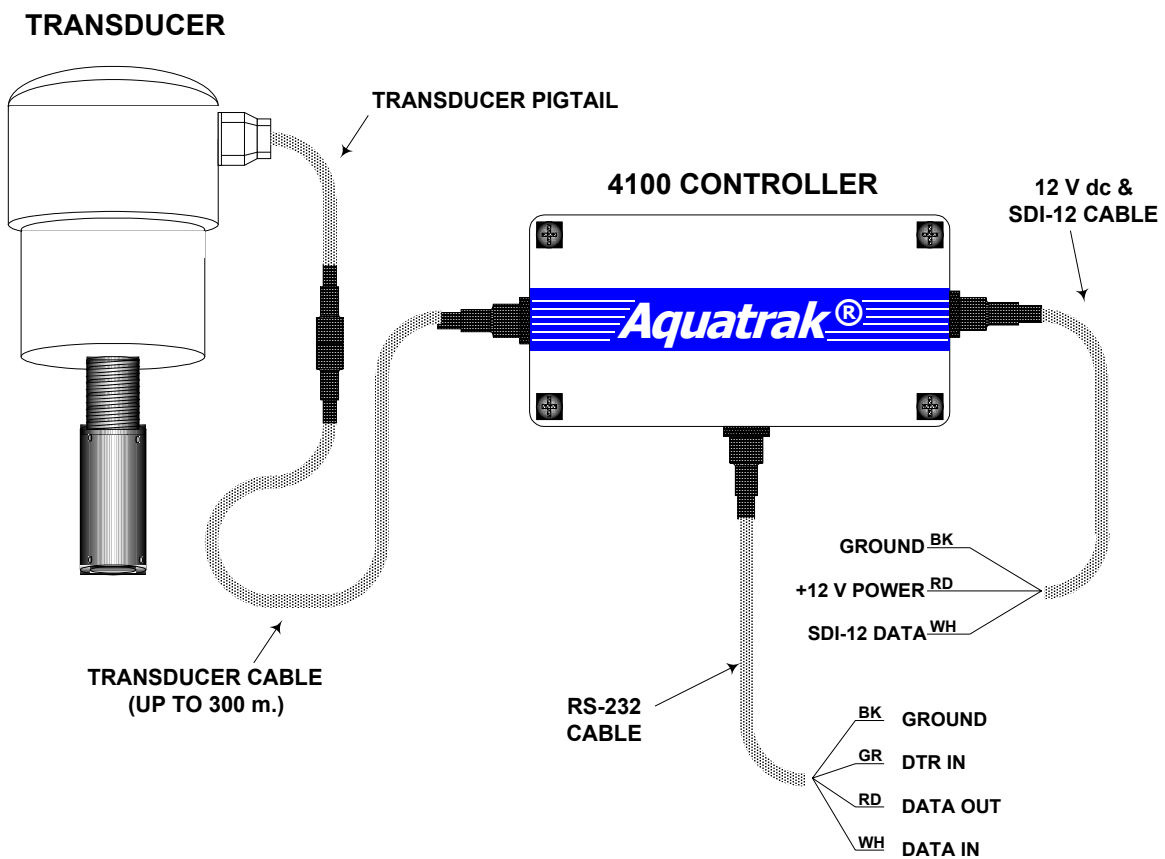 TRANSDUCER
TRANSDUCER PIGTAIL
4100 CONTROLLER
12 V dc &
SDI-12 CABLE
Aquatrak®
GROUND BK
+12 V POWER RD
SDI-12 DATA WH
TRANSDUCER CABLE
(UP TO 300 m.)
RS-232
CABLE
BK GROUND
GR DTR IN
RD DATA OUT
WH DATA IN